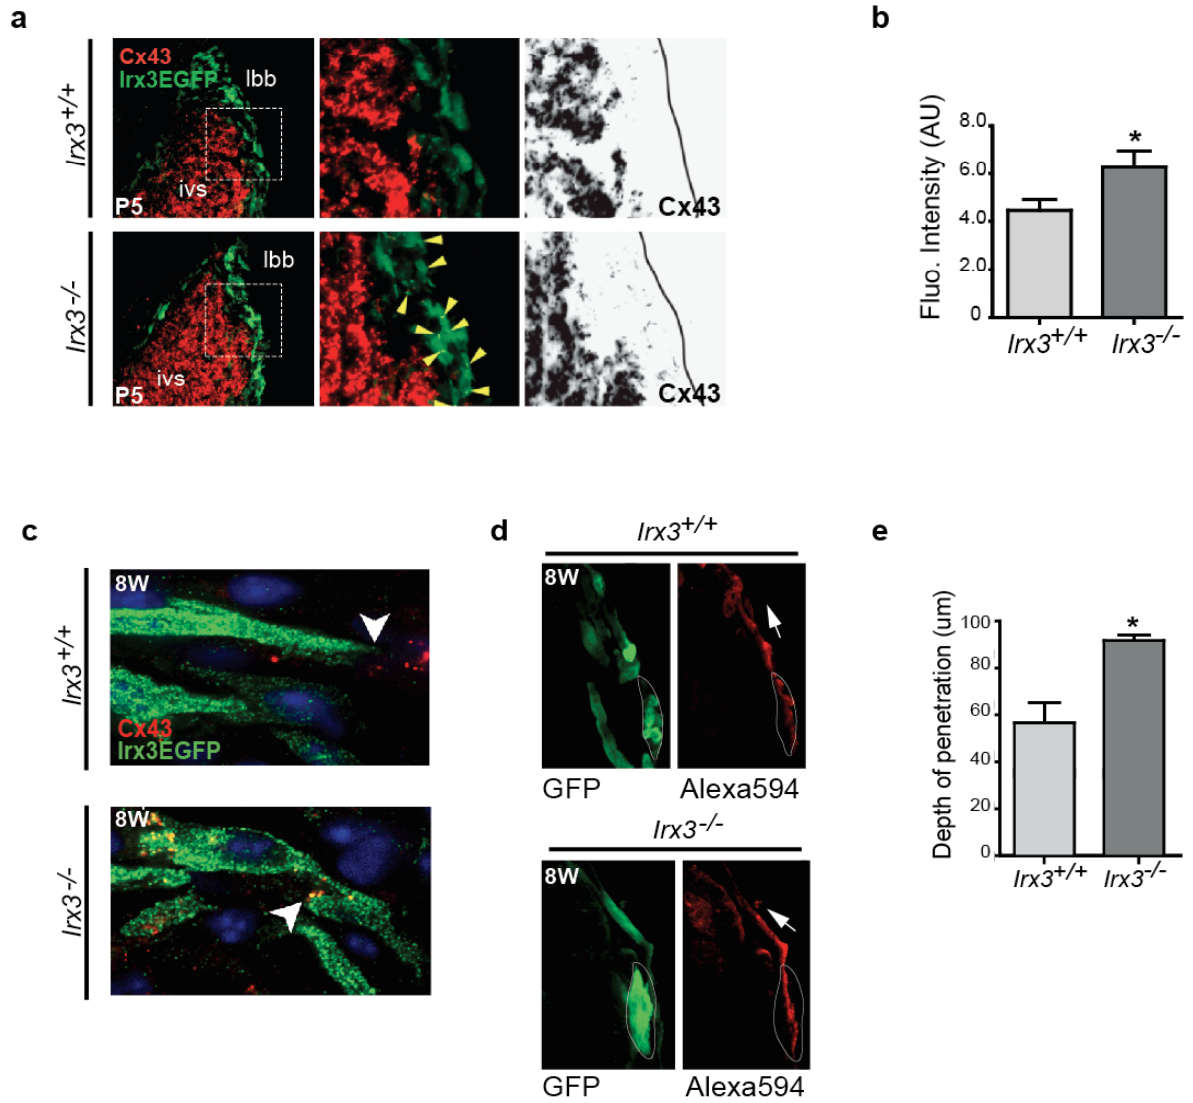 a
Irx3+/+
Cx43
Irx3EGFP
lbb
ivs
P5
Cx43
Irx3-/-
lbb
ivs
P5
Cx43
b
Fluo. Intensity (AU)
8.0
6.0
4.0
2.0
0
*
Irx3+/+
Irx3-/-
c
Irx3+/+
8W
Cx43
Irx3EGFP
Irx3-/-
8W
d
Irx3+/+
8W
GFP
Alexa594
Irx3-/-
8W
GFP
Alexa594
e
Depth of penetration (um)
100
80
60
40
20
0
*
Irx3+/+
Irx3-/-